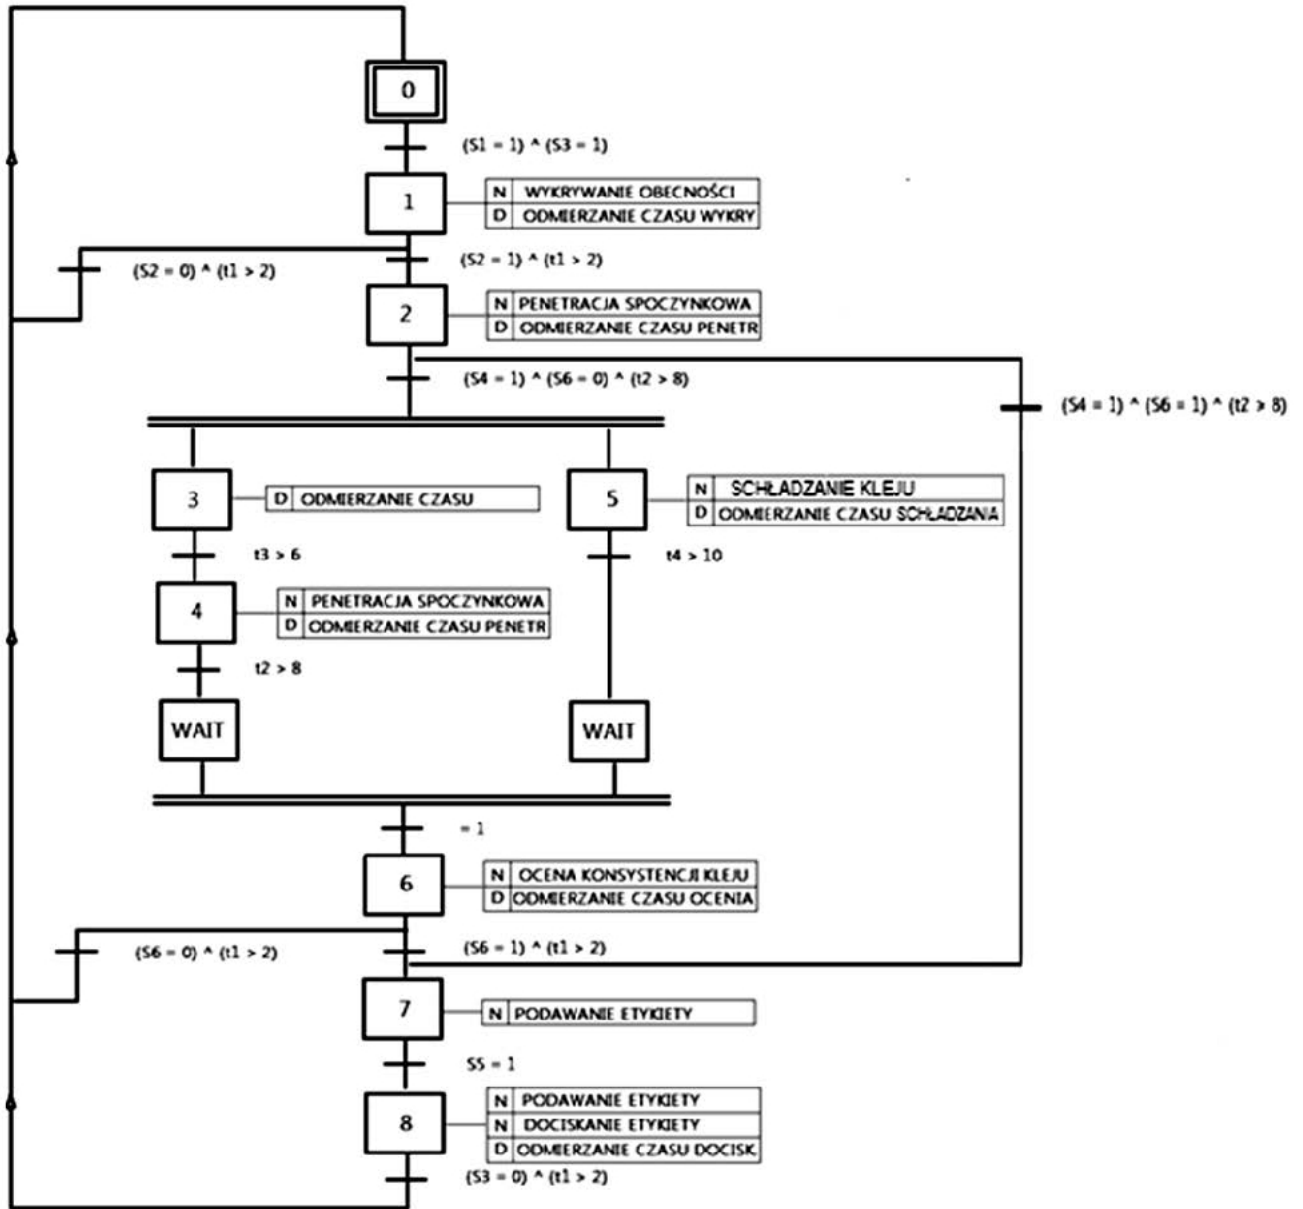 0
(S1 = 1) ^ (S3 = 1)
1
N WYKRYWANIE OBECNOŚCI
D ODMIERZANIE CZASU WYKRY
(S2 = 0) ^ (t1 > 2)
(S2 = 1) ^ (t1 > 2)
2
N PENETRACJA SPOCZYNKOWA
D ODMIERZANIE CZASU PENETR
(S4 = 1) ^ (S6 = 0) ^ (t2 > 8)
(S4 = 1) ^ (S6 = 1) ^ (t2 > 8)
3
D ODMIERZANIE CZASU
5
N SCHŁADZANIE KLEJU
D ODMIERZANIE CZASU SCHŁADZANIA
t3 > 6
t4 > 10
4
N PENETRACJA SPOCZYNKOWA
D ODMIERZANIE CZASU PENETR
t2 > 8
WAIT
WAIT
= 1
6
N OCENA KONSYSTENCJI KLEJU
D ODMIERZANIE CZASU OCENIA
(S6 = 0) ^ (t1 > 2)
(S6 = 1) ^ (t1 > 2)
7
N PODAWANIE ETYKIETY
S5 = 1
8
N PODAWANIE ETYKIETY
N DOCISKANIE ETYKIETY
D ODMIERZANIE CZASU DOCISK
(S3 = 0) ^ (t1 > 2)